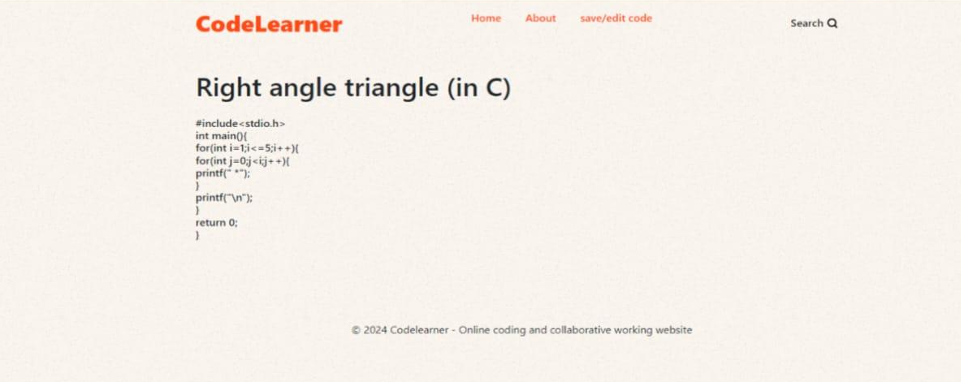 CodeLearner
Home About save/edit code
Search
Right angle triangle (in C)
#include<stdio.h>
int main(){
for(int i=1;i<=5;i++){
for(int j=0;j<i;j++){
printf(" *");
}
printf("\n");
}
return 0;
}
© 2024 Codelearner - Online coding and collaborative working website